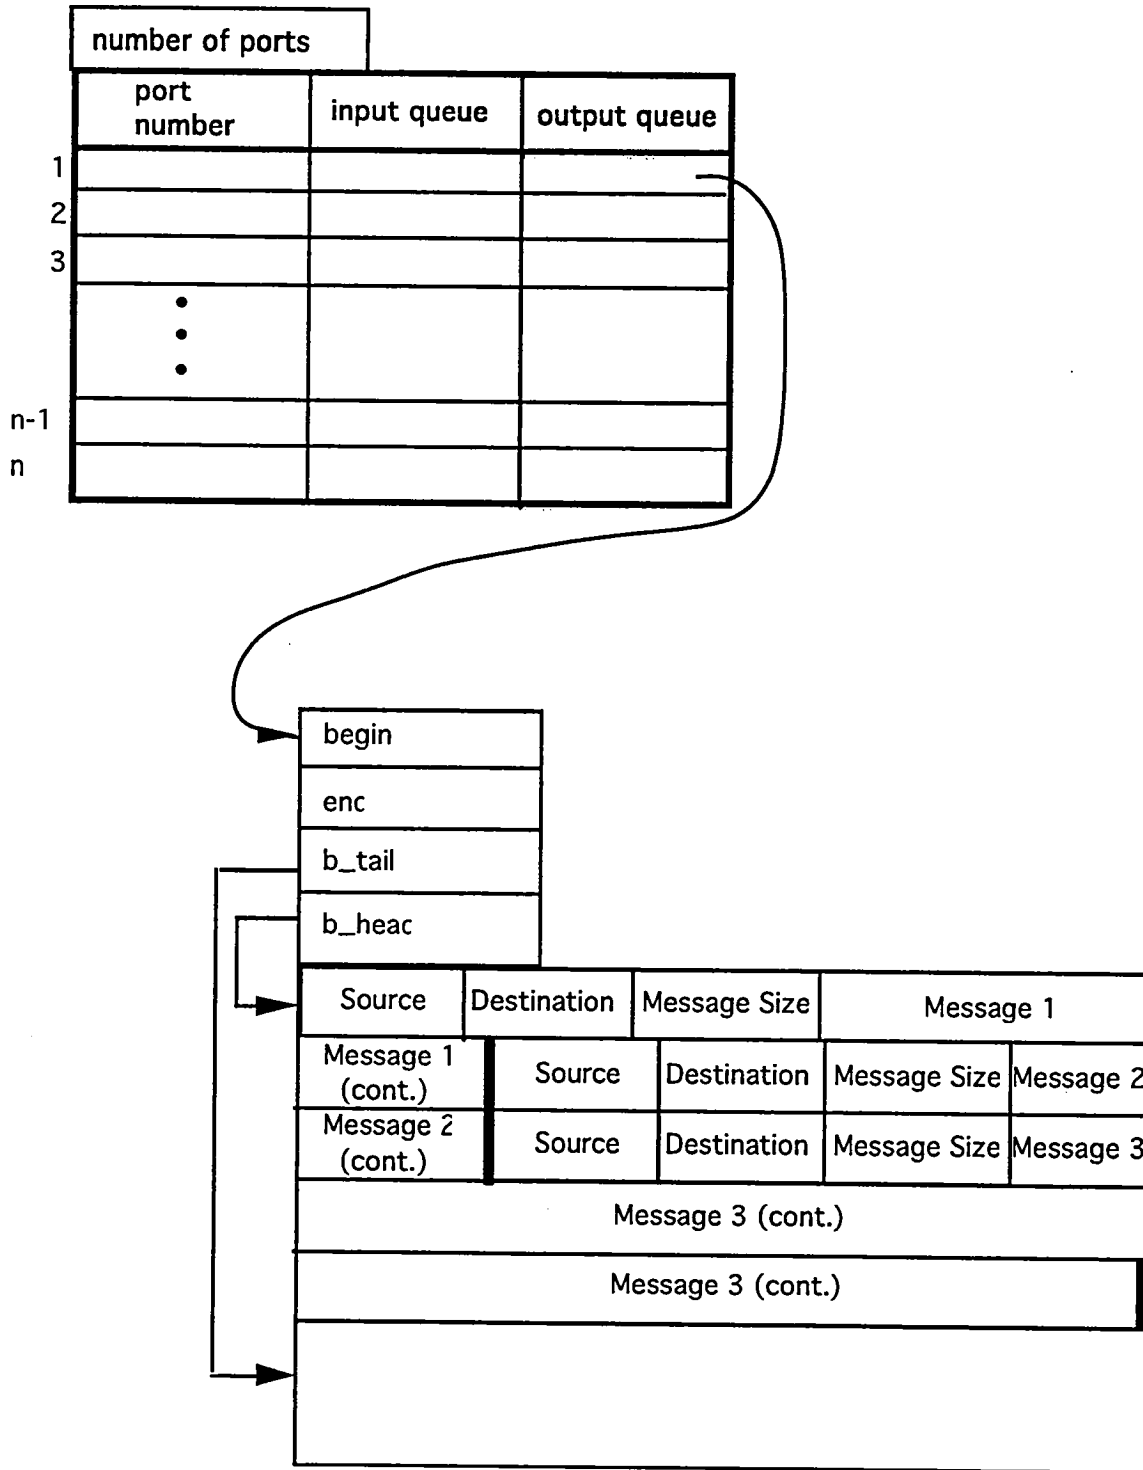 number of ports
port
number
input queue
output queue
1
2
3
n-1
n
begin
enc
b_tail
b_heac
Source
Destination
Message Size
Message 1
Message 1
(cont.)
Source
Destination
Message Size
Message 2
Message 2
(cont.)
Source
Destination
Message Size
Message 3
Message 3 (cont.)
Message 3 (cont.)